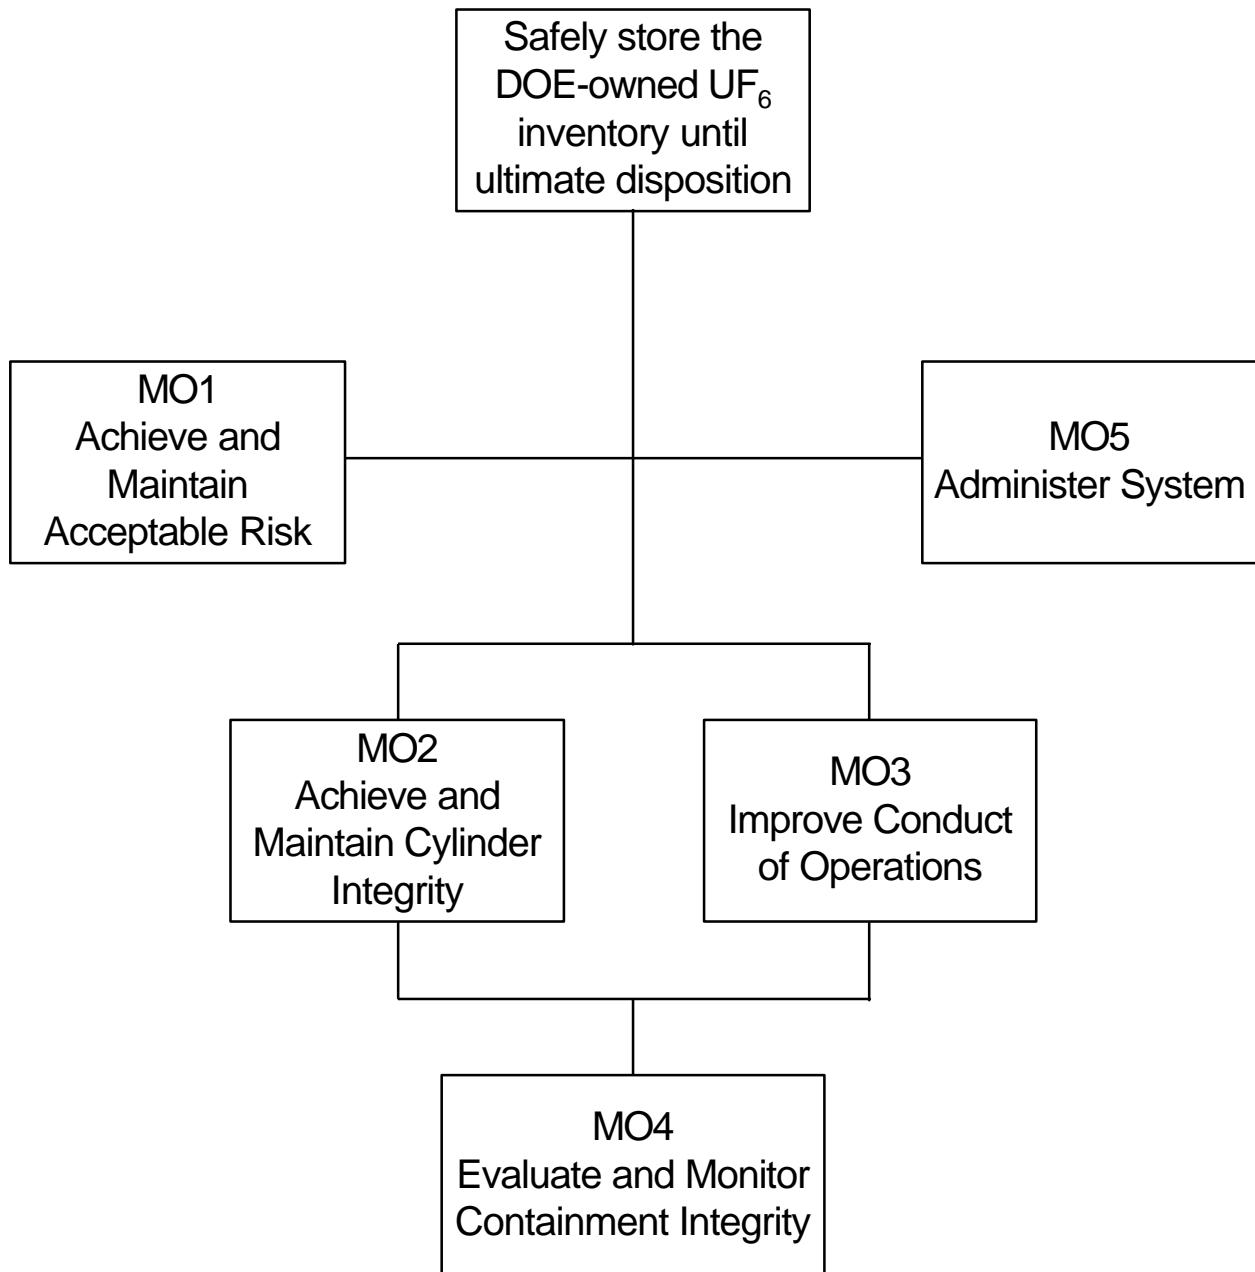 Safely store the
DOE-owned UF₆
inventory until
ultimate disposition
MO1
Achieve and
Maintain
Acceptable Risk
MO5
Administer System
MO2
Achieve and
Maintain Cylinder
Integrity
MO3
Improve Conduct
of Operations
MO4
Evaluate and Monitor
Containment Integrity